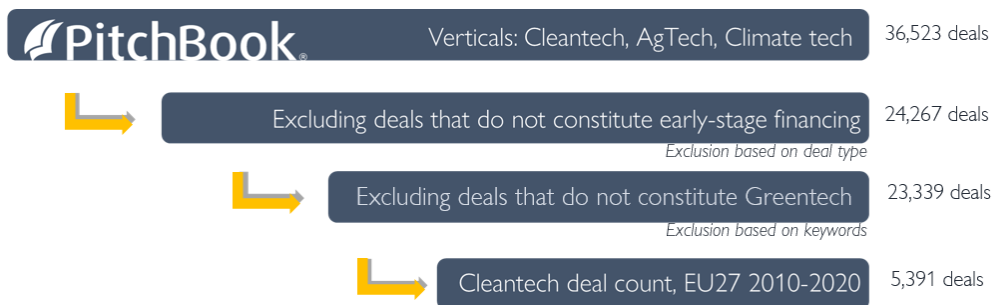 PitchBook® Verticals: Cleantech, AgTech, Climate tech 36,523 deals
Excluding deals that do not constitute early-stage financing 24,267 deals
Exclusion based on deal type
Excluding deals that do not constitute Greentech 23,339 deals
Exclusion based on keywords
Cleantech deal count, EU27 2010-2020 5,391 deals